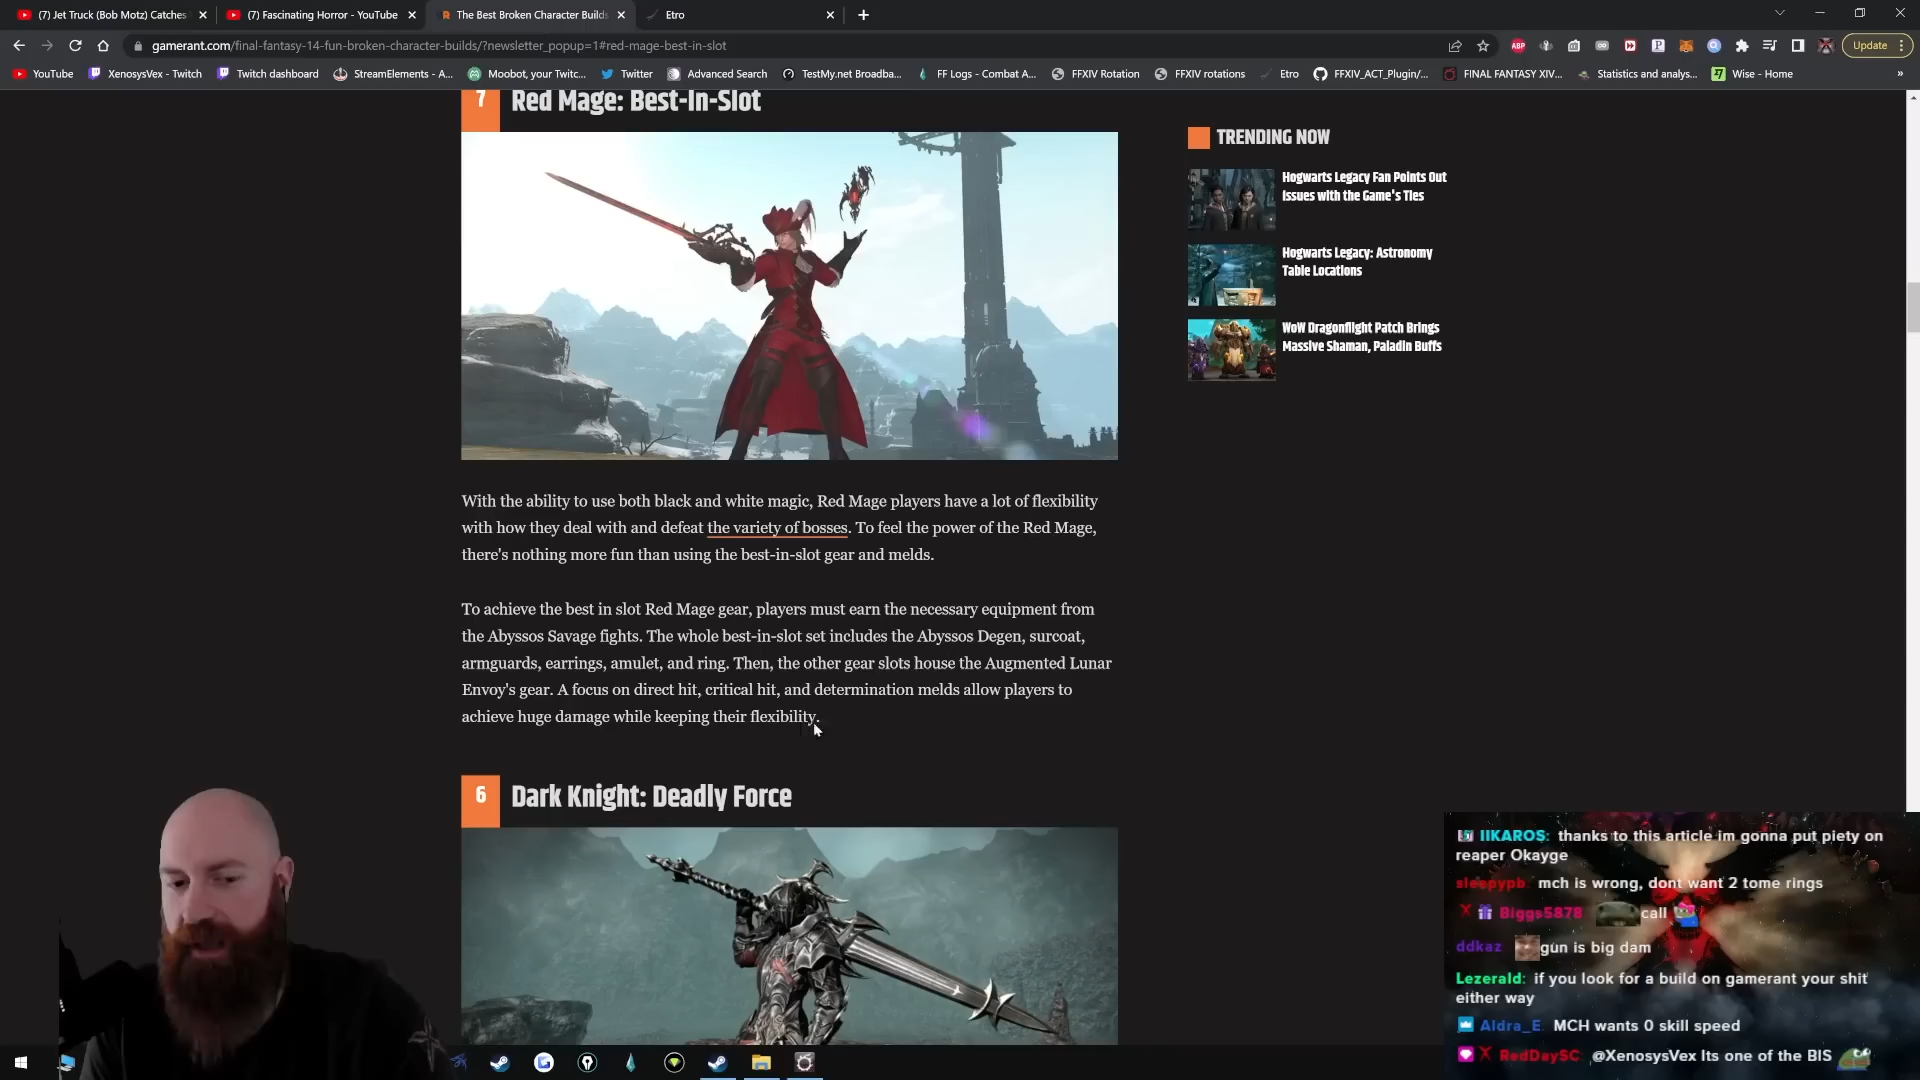 (7) Jet Truck (Bob Motz) Catches
(7) Fascinating Horror - YouTube
The Best Broken Character Builds
Etro
gamerant.com/final-fantasy-14-fun-broken-character-builds/?newsletter_popup=1#red-mage-best-in-slot
ABP
Update
YouTube
XenosysVex - Twitch
Twitch dashboard
StreamElements - A...
Moobot, your Twitc...
Twitter
Advanced Search
TestMy.net Broadba...
FF Logs - Combat A...
FFXIV Rotation
FFXIV rotations
Etro
FFXIV_ACT_Plugin/...
FINAL FANTASY XIV...
Statistics and analys...
Wise - Home
»
7 Red Mage: Best-In-Slot
With the ability to use both black and white magic, Red Mage players have a lot of flexibility
with how they deal with and defeat the variety of bosses. To feel the power of the Red Mage,
there's nothing more fun than using the best-in-slot gear and melds.
To achieve the best in slot Red Mage gear, players must earn the necessary equipment from
the Abyssos Savage fights. The whole best-in-slot set includes the Abyssos Degen, surcoat,
armguards, earrings, amulet, and ring. Then, the other gear slots house the Augmented Lunar
Envoy's gear. A focus on direct hit, critical hit, and determination melds allow players to
achieve huge damage while keeping their flexibility.
6 Dark Knight: Deadly Force
TRENDING NOW
Hogwarts Legacy Fan Points Out
Issues with the Game's Ties
Hogwarts Legacy: Astronomy
Table Locations
WoW Dragonflight Patch Brings
Massive Shaman, Paladin Buffs
IIKAROS: thanks to this article im gonna put piety on
reaper Okayge
sleepypb: mch is wrong, dont want 2 tome rings
Biggs5878 call
ddkaz gun is big dam
Lezerald: if you look for a build on gamerant your shit
either way
Aldra_E: MCH wants 0 skill speed
RedDaySC: @XenosysVex Its one of the BIS